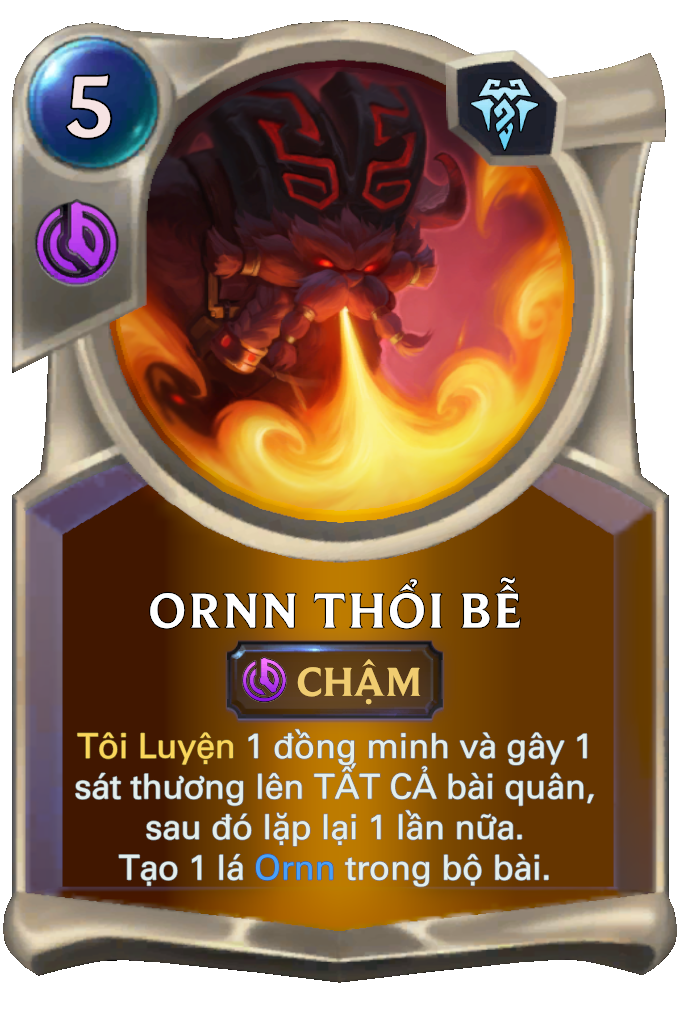 5
ORNN THỔI BỄ
CHẬM
Tôi Luyện 1 đồng minh và gây 1
sát thương lên TẤT CẢ bài quân,
sau đó lặp lại 1 lần nữa.
Tạo 1 lá Ornn trong bộ bài.